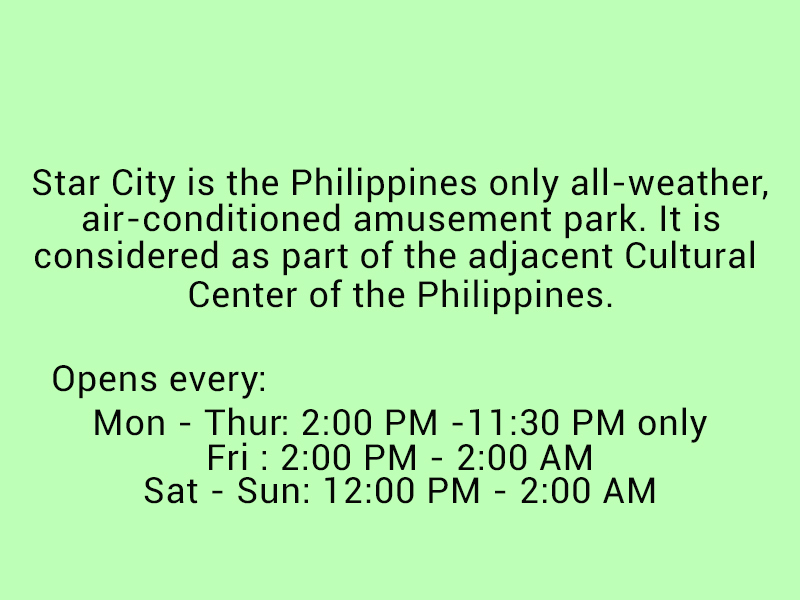 Star City is the Philippines only all-weather,
air-conditioned amusement park. It is
considered as part of the adjacent Cultural
Center of the Philippines.
Opens every:
Mon - Thur: 2:00 PM -11:30 PM only
Fri : 2:00 PM - 2:00 AM
Sat - Sun: 12:00 PM - 2:00 AM